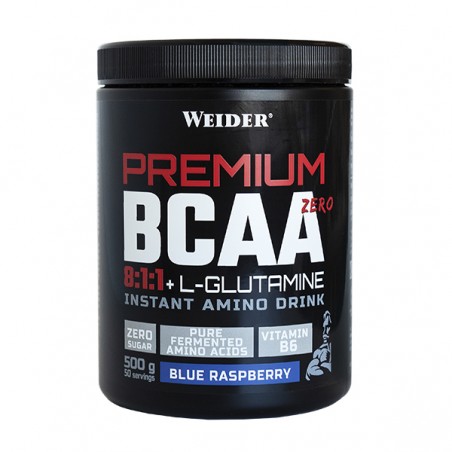 WEIDER®
PREMIUM
BCAA ZERO
8:1:1 + L-GLUTAMINE
INSTANT AMINO DRINK
ZERO SUGAR
PURE FERMENTED AMINO ACIDS
VITAMIN B6
500 g
50 servings
BLUE RASPBERRY